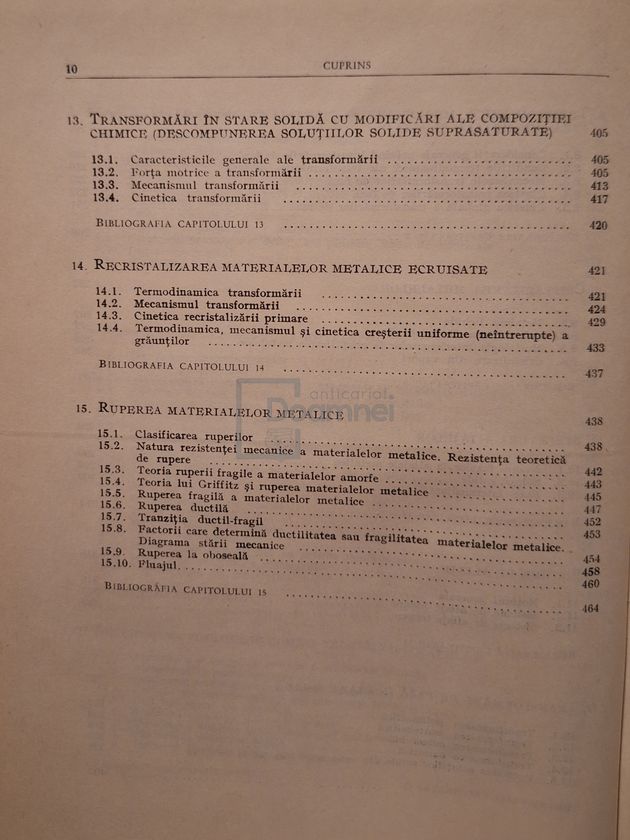 10
CUPRINS
13. TRANSFORMĂRI ÎN STARE SOLIDĂ CU MODIFICĂRI ALE COMPOZIȚIEI
CHIMICE (DESCOMPUNEREA SOLUȚIILOR SOLIDE SUPRASATURATE) 405
13.1. Caracteristicile generale ale transformării 405
13.2. Forța motrice a transformării 405
13.3. Mecanismul transformării 413
13.4. Cinetica transformării 417
BIBLIOGRAFIA CAPITOLULUI 13 420
14. RECRISTALIZAREA MATERIALELOR METALICE ECRUISATE 421
14.1. Termodinamica transformării 421
14.2. Mecanismul transformării 424
14.3. Cinetica recristalizării primare 429
14.4. Termodinamica, mecanismul și cinetica creșterii uniforme (neîntrerupte) a
grăunților 433
BIBLIOGRAFIA CAPITOLULUI 14 437
anticariat
Doamnei
15. RUPEREA MATERIALELOR METALICE 438
15.1. Clasificarea ruperilor 438
15.2. Natura rezistenței mecanice a materialelor metalice. Rezistența teoretică
de rupere 442
15.3. Teoria ruperii fragile a materialelor amorfe 443
15.4. Teoria lui Griffitz și ruperea materialelor metalice 445
15.5. Ruperea fragilă a materialelor metalice 447
15.6. Ruperea ductilă 452
15.7. Tranziția ductil-fragil 453
15.8. Factorii care determină ductilitatea sau fragilitatea materialelor metalice.
Diagrama stării mecanice 454
15.9. Ruperea la oboseală 458
15.10. Fluajul 460
BIBLIOGRAFIA CAPITOLULUI 15 464